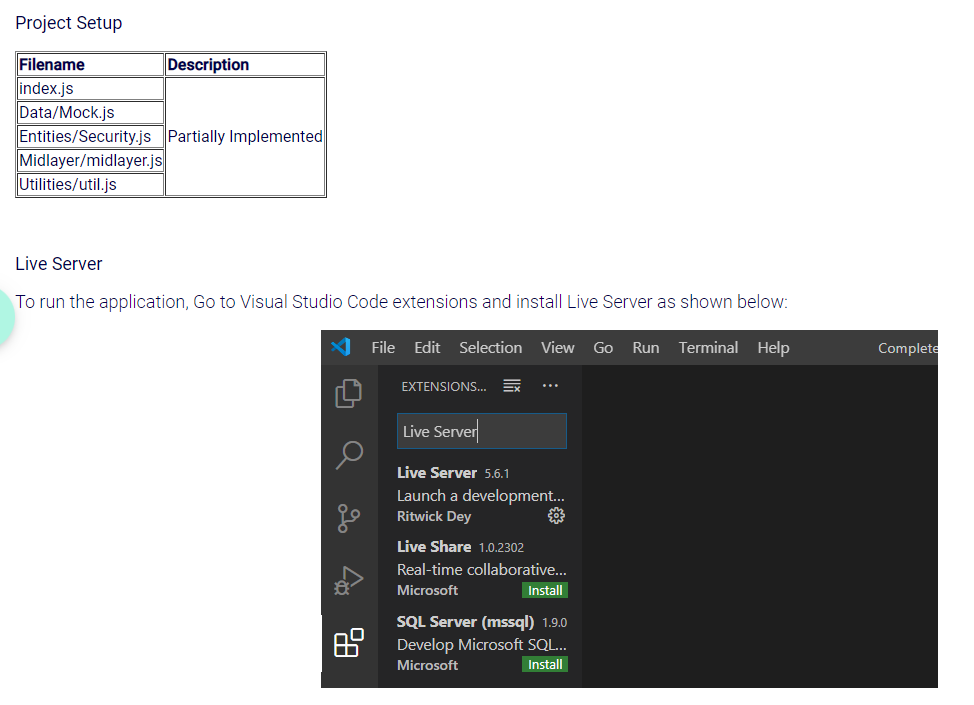 Project Setup
Filename Description
index.js
Data/Mock.js
Entities/Security.js Partially Implemented
Midlayer/midlayer.js
Utilities/util.js
Live Server
To run the application, Go to Visual Studio Code extensions and install Live Server as shown below:
File Edit Selection View Go Run Terminal Help Complete
EXTENSIONS...
Live Server
Live Server 5.6.1
Launch a development...
Ritwick Dey
Live Share 1.0.2302
Real-time collaborative...
Microsoft Install
SQL Server (mssql) 1.9.0
Develop Microsoft SQL...
Microsoft Install